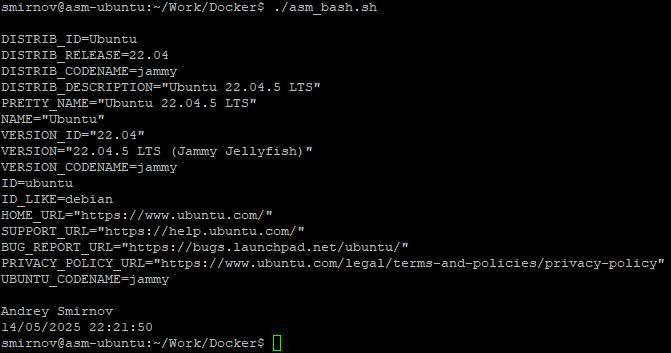 smirnov@asm-ubuntu:~/Work/Docker$ ./asm_bash.sh
DISTRIB_ID=Ubuntu
DISTRIB_RELEASE=22.04
DISTRIB_CODENAME=jammy
DISTRIB_DESCRIPTION="Ubuntu 22.04.5 LTS"
PRETTY_NAME="Ubuntu 22.04.5 LTS"
NAME="Ubuntu"
VERSION_ID="22.04"
VERSION="22.04.5 LTS (Jammy Jellyfish)"
VERSION_CODENAME=jammy
ID=ubuntu
ID_LIKE=debian
HOME_URL="https://www.ubuntu.com/"
SUPPORT_URL="https://help.ubuntu.com/"
BUG_REPORT_URL="https://bugs.launchpad.net/ubuntu/"
PRIVACY_POLICY_URL="https://www.ubuntu.com/legal/terms-and-policies/privacy-policy"
UBUNTU_CODENAME=jammy
Andrey Smirnov
14/05/2025 22:21:50
smirnov@asm-ubuntu:~/Work/Docker$